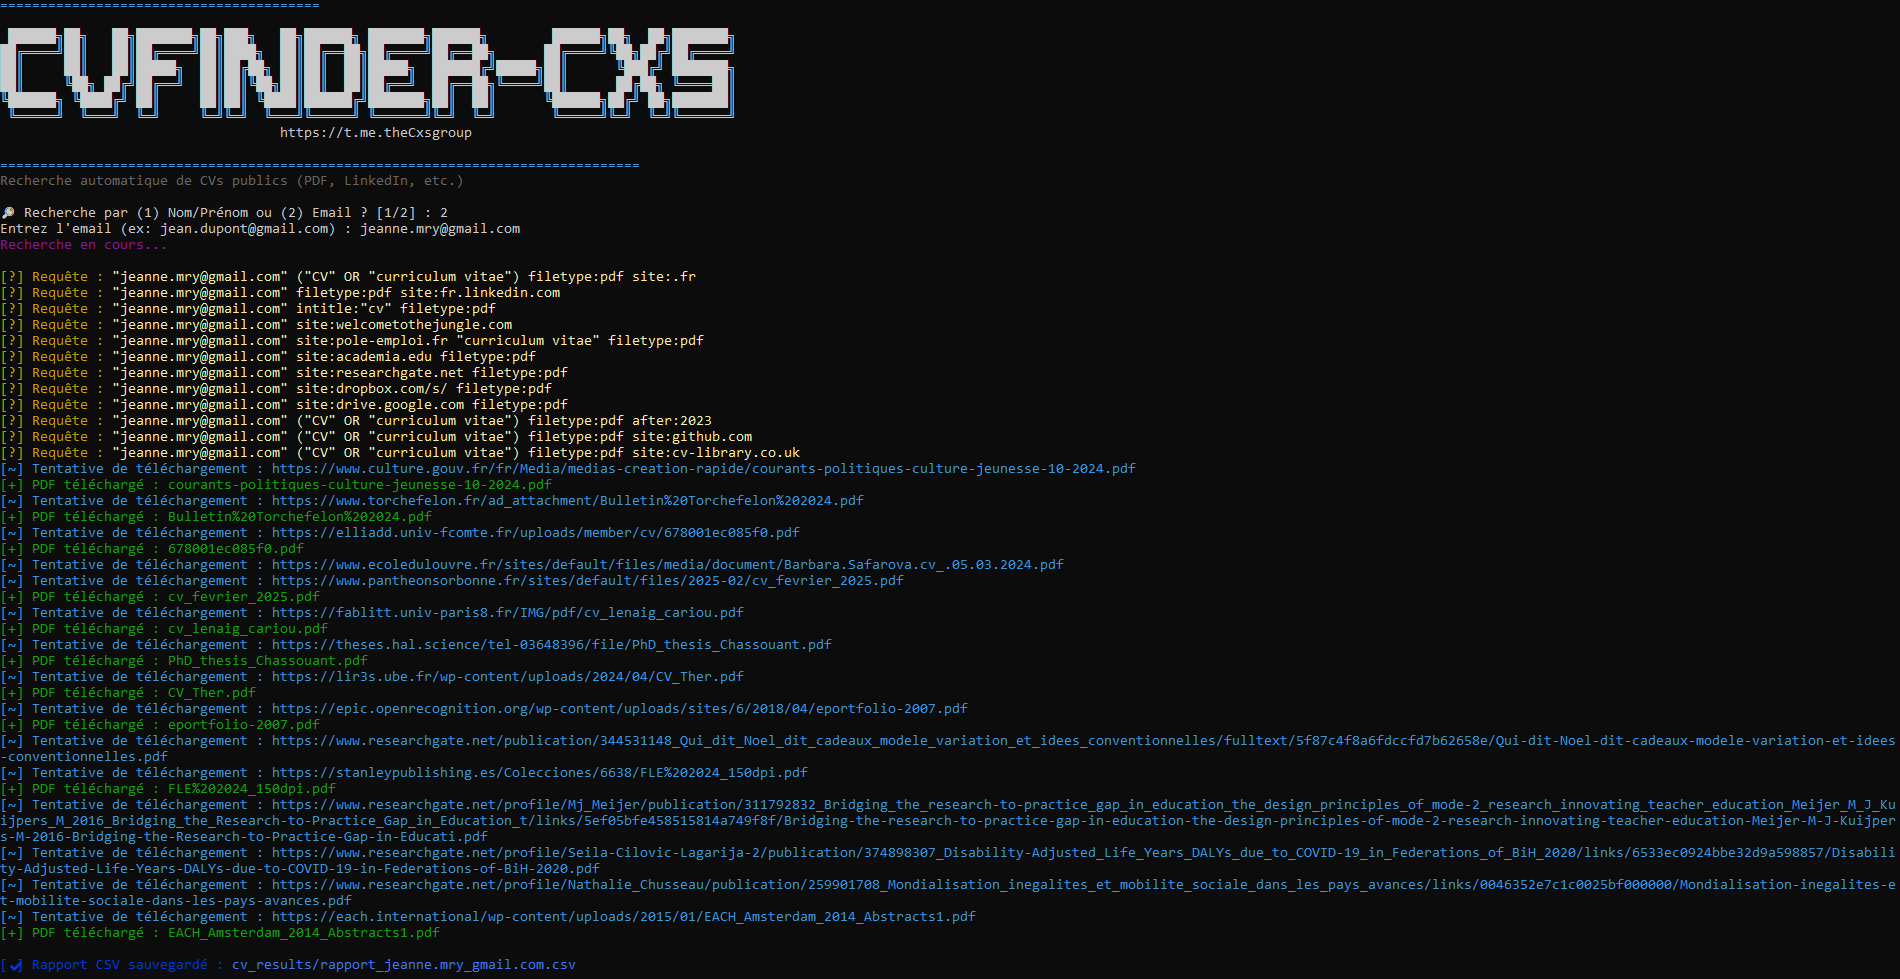 ========================================
CVFINDER-CXS
https://t.me.theCxsgroup
================================================================================
Recherche automatique de CVs publics (PDF, LinkedIn, etc.)
🔎 Recherche par (1) Nom/Prénom ou (2) Email ? [1/2] : 2
Entrez l'email (ex: jean.dupont@gmail.com) : jeanne.mry@gmail.com
Recherche en cours...
[?] Requête : "jeanne.mry@gmail.com" ("CV" OR "curriculum vitae") filetype:pdf site:.fr
[?] Requête : "jeanne.mry@gmail.com" filetype:pdf site:fr.linkedin.com
[?] Requête : "jeanne.mry@gmail.com" intitle:"cv" filetype:pdf
[?] Requête : "jeanne.mry@gmail.com" site:welcometothejungle.com
[?] Requête : "jeanne.mry@gmail.com" site:pole-emploi.fr "curriculum vitae" filetype:pdf
[?] Requête : "jeanne.mry@gmail.com" site:academia.edu filetype:pdf
[?] Requête : "jeanne.mry@gmail.com" site:researchgate.net filetype:pdf
[?] Requête : "jeanne.mry@gmail.com" site:dropbox.com/s/ filetype:pdf
[?] Requête : "jeanne.mry@gmail.com" site:drive.google.com filetype:pdf
[?] Requête : "jeanne.mry@gmail.com" ("CV" OR "curriculum vitae") filetype:pdf after:2023
[?] Requête : "jeanne.mry@gmail.com" ("CV" OR "curriculum vitae") filetype:pdf site:github.com
[?] Requête : "jeanne.mry@gmail.com" ("CV" OR "curriculum vitae") filetype:pdf site:cv-library.co.uk
[~] Tentative de téléchargement : https://www.culture.gouv.fr/fr/Media/medias-creation-rapide/courants-politiques-culture-jeunesse-10-2024.pdf
[+] PDF téléchargé : courants-politiques-culture-jeunesse-10-2024.pdf
[~] Tentative de téléchargement : https://www.torchefelon.fr/ad_attachment/Bulletin%20Torchefelon%202024.pdf
[+] PDF téléchargé : Bulletin%20Torchefelon%202024.pdf
[~] Tentative de téléchargement : https://elliadd.univ-fcomte.fr/uploads/member/cv/678001ec085f0.pdf
[+] PDF téléchargé : 678001ec085f0.pdf
[~] Tentative de téléchargement : https://www.ecoledulouvre.fr/sites/default/files/media/document/Barbara.Safarova.cv_.05.03.2024.pdf
[~] Tentative de téléchargement : https://www.pantheonsorbonne.fr/sites/default/files/2025-02/cv_fevrier_2025.pdf
[+] PDF téléchargé : cv_fevrier_2025.pdf
[~] Tentative de téléchargement : https://fablitt.univ-paris8.fr/IMG/pdf/cv_lenaig_cariou.pdf
[+] PDF téléchargé : cv_lenaig_cariou.pdf
[~] Tentative de téléchargement : https://theses.hal.science/tel-03648396/file/PhD_thesis_Chassouant.pdf
[+] PDF téléchargé : PhD_thesis_Chassouant.pdf
[~] Tentative de téléchargement : https://lir3s.ube.fr/wp-content/uploads/2024/04/CV_Ther.pdf
[+] PDF téléchargé : CV_Ther.pdf
[~] Tentative de téléchargement : https://epic.openrecognition.org/wp-content/uploads/sites/6/2018/04/eportfolio-2007.pdf
[+] PDF téléchargé : eportfolio-2007.pdf
[~] Tentative de téléchargement : https://www.researchgate.net/publication/344531148_Qui_dit_Noel_dit_cadeaux_modele_variation_et_idees_conventionnelles/fulltext/5f87c4f8a6fdccfd7b62658e/Qui-dit-Noel-dit-cadeaux-modele-variation-et-idees
-conventionnelles.pdf
[~] Tentative de téléchargement : https://stanleypublishing.es/Colecciones/6638/FLE%202024_150dpi.pdf
[+] PDF téléchargé : FLE%202024_150dpi.pdf
[~] Tentative de téléchargement : https://www.researchgate.net/profile/Mj_Meijer/publication/311792832_Bridging_the_research-to-practice_gap_in_education_the_design_principles_of_mode-2_research_innovating_teacher_education_Meijer_M_J_Ku
ijpers_M_2016_Bridging_the_Research-to-Practice_Gap_in_Education_t/links/5ef05bfe458515814a749f8f/Bridging-the-research-to-practice-gap-in-education-the-design-principles-of-mode-2-research-innovating-teacher-education-Meijer-M-J-Kuijper
s-M-2016-Bridging-the-Research-to-Practice-Gap-in-Educati.pdf
[~] Tentative de téléchargement : https://www.researchgate.net/profile/Seila-Cilovic-Lagarija-2/publication/374898307_Disability-Adjusted_Life_Years_DALYs_due_to_COVID-19_in_Federations_of_BiH_2020/links/6533ec0924bbe32d9a598857/Disabili
ty-Adjusted-Life-Years-DALYs-due-to-COVID-19-in-Federations-of-BiH-2020.pdf
[~] Tentative de téléchargement : https://www.researchgate.net/profile/Nathalie_Chusseau/publication/259901708_Mondialisation_inegalites_et_mobilite_sociale_dans_les_pays_avances/links/0046352e7c1c0025bf000000/Mondialisation-inegalites-e
t-mobilite-sociale-dans-les-pays-avances.pdf
[~] Tentative de téléchargement : https://each.international/wp-content/uploads/2015/01/EACH_Amsterdam_2014_Abstracts1.pdf
[+] PDF téléchargé : EACH_Amsterdam_2014_Abstracts1.pdf
[✔] Rapport CSV sauvegardé : cv_results/rapport_jeanne.mry_gmail.com.csv